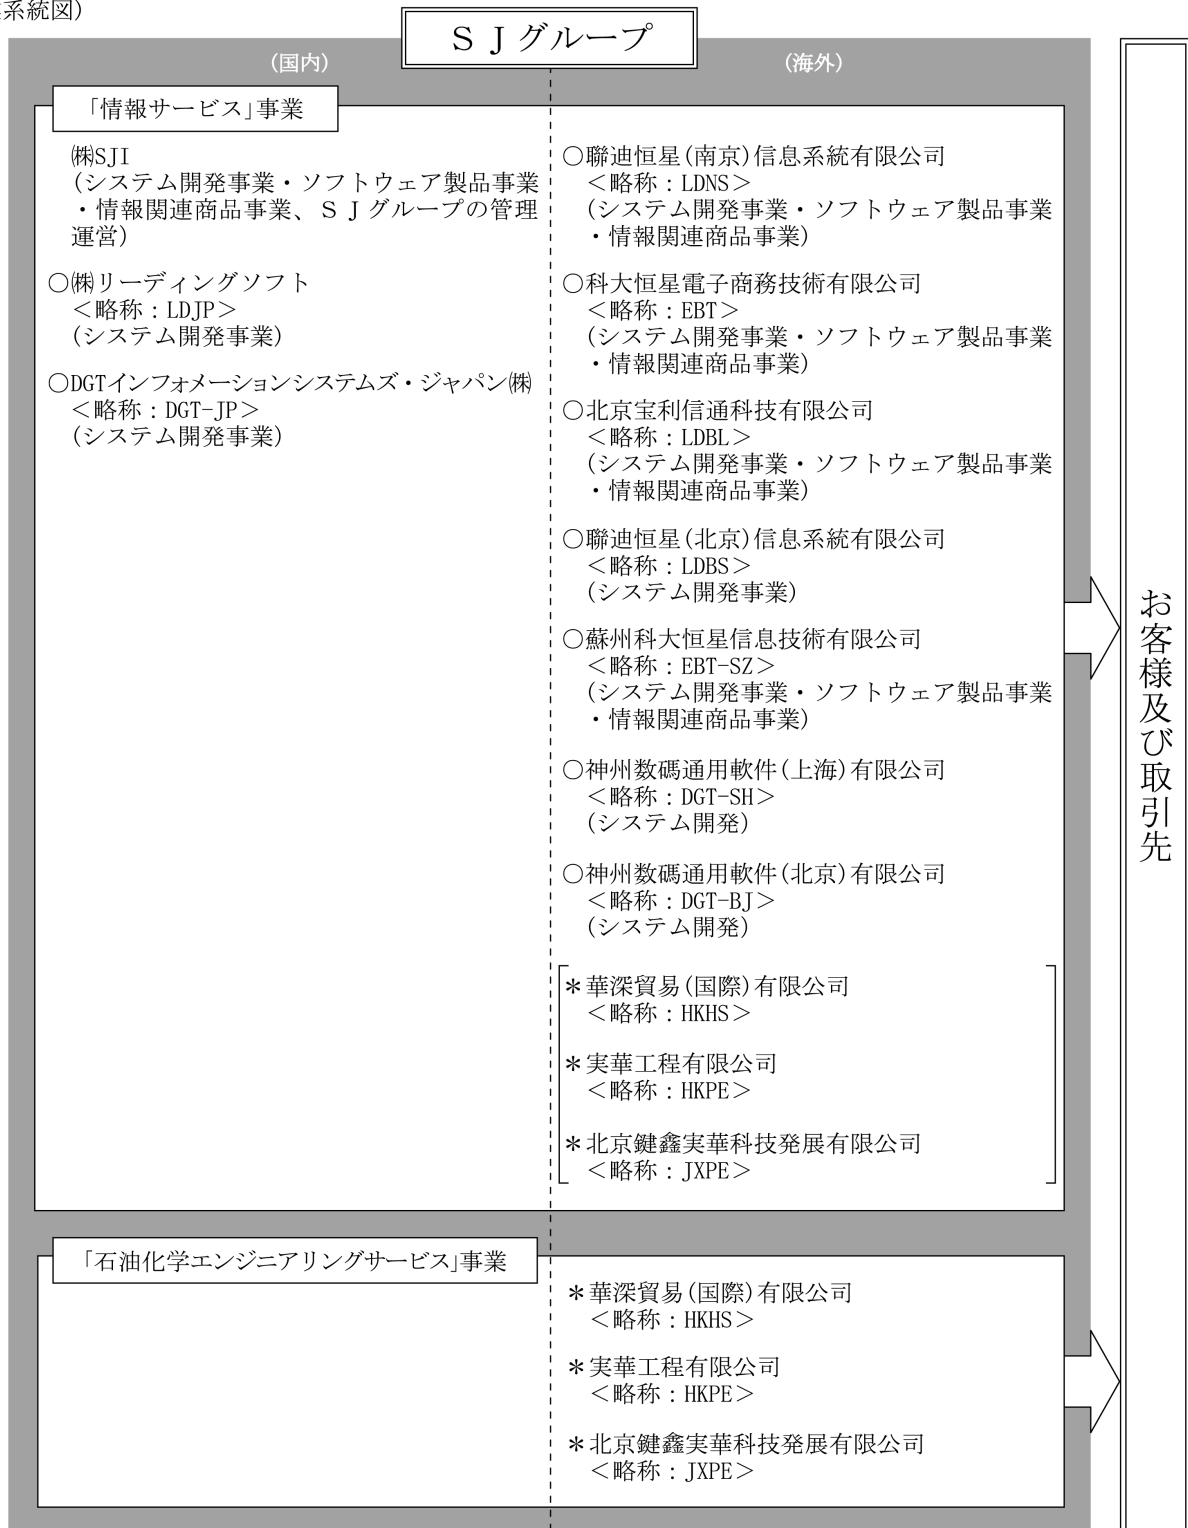 系統図)
ＳＪグループ
(国内)
(海外)
「情報サービス」事業
㈱SJI
(システム開発事業・ソフトウェア製品事業
・情報関連商品事業、ＳＪグループの管理
運営)
○㈱リーディングソフト
＜略称：LDJP＞
(システム開発事業)
○DGTインフォメーションシステムズ・ジャパン㈱
＜略称：DGT-JP＞
(システム開発事業)
○聯迪恒星(南京)信息系統有限公司
＜略称：LDNS＞
(システム開発事業・ソフトウェア製品事業
・情報関連商品事業)
○科大恒星電子商務技術有限公司
＜略称：EBT＞
(システム開発事業・ソフトウェア製品事業
・情報関連商品事業)
○北京宝利信通科技有限公司
＜略称：LDBL＞
(システム開発事業・ソフトウェア製品事業
・情報関連商品事業)
○聯迪恒星(北京)信息系統有限公司
＜略称：LDBS＞
(システム開発事業)
○蘇州科大恒星信息技術有限公司
＜略称：EBT-SZ＞
(システム開発事業・ソフトウェア製品事業
・情報関連商品事業)
○神州数碼通用軟件(上海)有限公司
＜略称：DGT-SH＞
(システム開発)
○神州数碼通用軟件(北京)有限公司
＜略称：DGT-BJ＞
(システム開発)
＊華深貿易(国際)有限公司
＜略称：HKHS＞
＊実華工程有限公司
＜略称：HKPE＞
＊北京鍵鑫実華科技発展有限公司
＜略称：JXPE＞
「石油化学エンジニアリングサービス」事業
＊華深貿易(国際)有限公司
＜略称：HKHS＞
＊実華工程有限公司
＜略称：HKPE＞
＊北京鍵鑫実華科技発展有限公司
＜略称：JXPE＞
お客様及び取引先